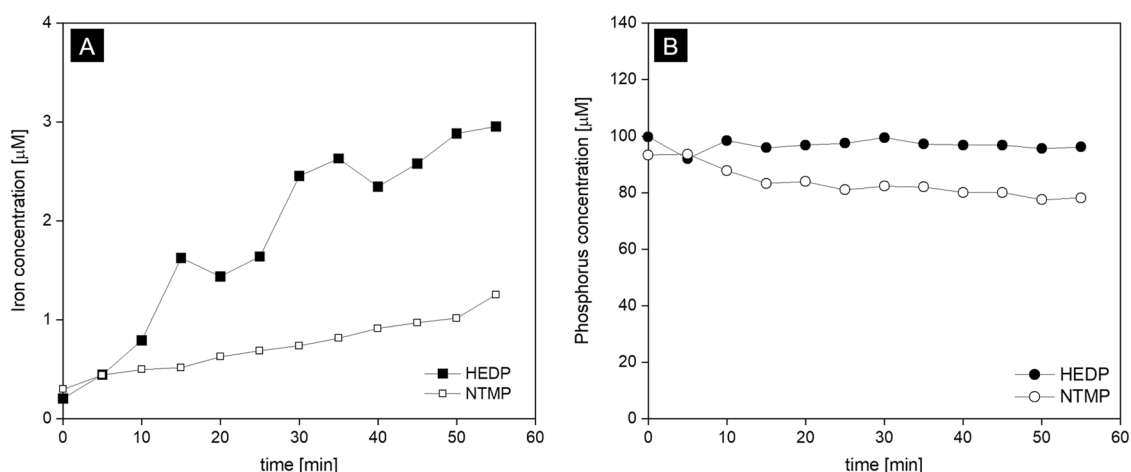 A
Iron concentration [µM]
4
3
2
1
0
0 10 20 30 40 50 60
time [min]
HEDP
NTMP
B
Phosphorus concentration [µM]
140
120
100
80
60
40
20
0
0 10 20 30 40 50 60
time [min]
HEDP
NTMP